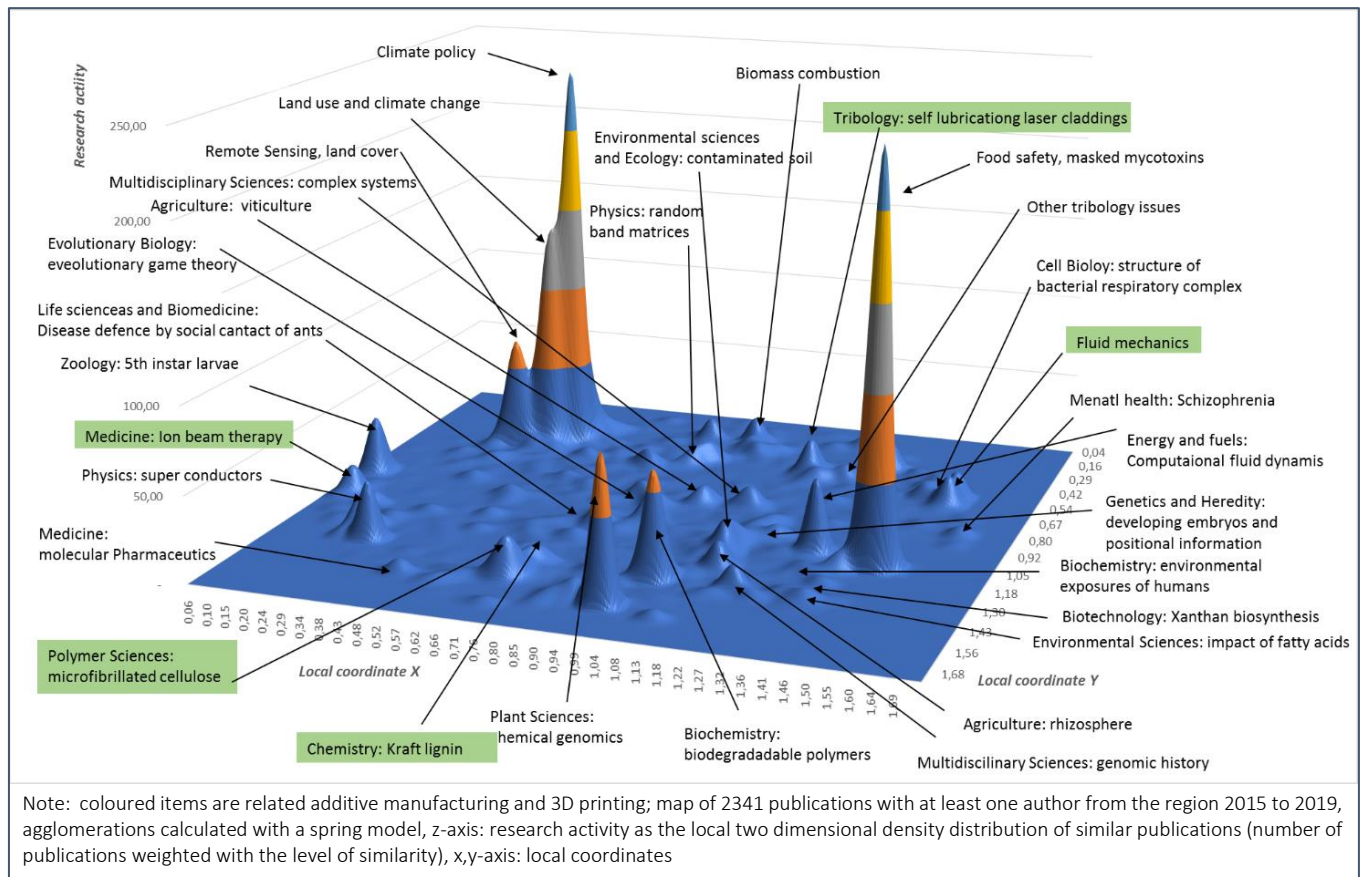 Climate policy
Biomass combustion
Land use and climate change
Tribology: self lubricationg laser claddings
Research actiity
250,00
Environmental sciences
and Ecology: contaminated soil
Remote Sensing, land cover
Food safety, masked mycotoxins
Multidisciplinary Sciences: complex systems
Agriculture: viticulture
Physics: random
band matrices
Other tribology issues
200,00
Evolutionary Biology:
eveolutionary game theory
Cell Bioloy: structure of
bacterial respiratory complex
Life scienceas and Biomedicine:
Disease defence by social cantact of ants
Fluid mechanics
Zoology: 5th instar larvae
100,00
Menatl health: Schizophrenia
Medicine: Ion beam therapy
Energy and fuels:
Computaional fluid dynamis
Physics: super conductors
50,00
Genetics and Heredity:
developing embryos and
positional information
Medicine:
molecular Pharmaceutics
Biochemistry: environmental
exposures of humans
-
Biotechnology: Xanthan biosynthesis
Environmental Sciences: impact of fatty acids
0,04
0,16
0,29
0,42
0,54
0,67
0,80
0,92
1,05
1,18
1,30
1,43
1,56
1,68
Local coordinate Y
0,06
0,10
0,15
0,20
0,24
0,29
0,34
0,38
0,43
0,48
0,52
0,57
0,62
0,66
0,71
0,76
0,80
0,85
0,90
0,94
0,99
1,04
1,08
1,13
1,18
1,22
1,27
1,32
1,36
1,41
1,46
1,50
1,55
1,60
1,64
1,69
Local coordinate X
Polymer Sciences:
microfibrillated cellulose
Chemistry: Kraft lignin
Plant Sciences:
hemical genomics
Biochemistry:
biodegradadable polymers
Agriculture: rhizosphere
Multidiscilinary Sciences: genomic history
Note: coloured items are related additive manufacturing and 3D printing; map of 2341 publications with at least one author from the region 2015 to 2019,
agglomerations calculated with a spring model, z-axis: research activity as the local two dimensional density distribution of similar publications (number of
publications weighted with the level of similarity), x,y-axis: local coordinates